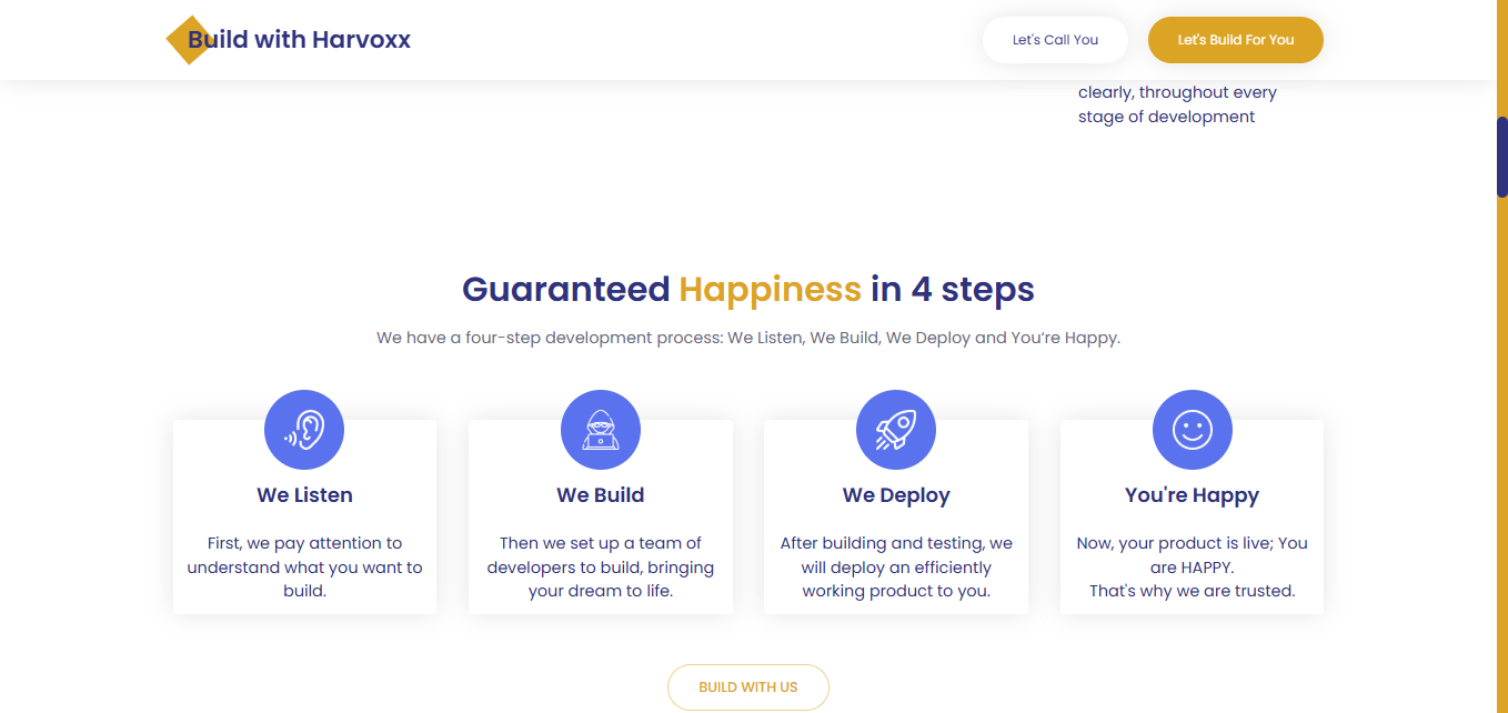 Build with Harvoxx
Let's Call You
Let's Build For You
clearly, throughout every
stage of development
Guaranteed Happiness in 4 steps
We have a four-step development process: We Listen, We Build, We Deploy and You’re Happy.
We Listen
First, we pay attention to
understand what you want to
build.
We Build
Then we set up a team of
developers to build, bringing
your dream to life.
We Deploy
After building and testing, we
will deploy an efficiently
working product to you.
You're Happy
Now, your product is live; You
are HAPPY.
That's why we are trusted.
BUILD WITH US